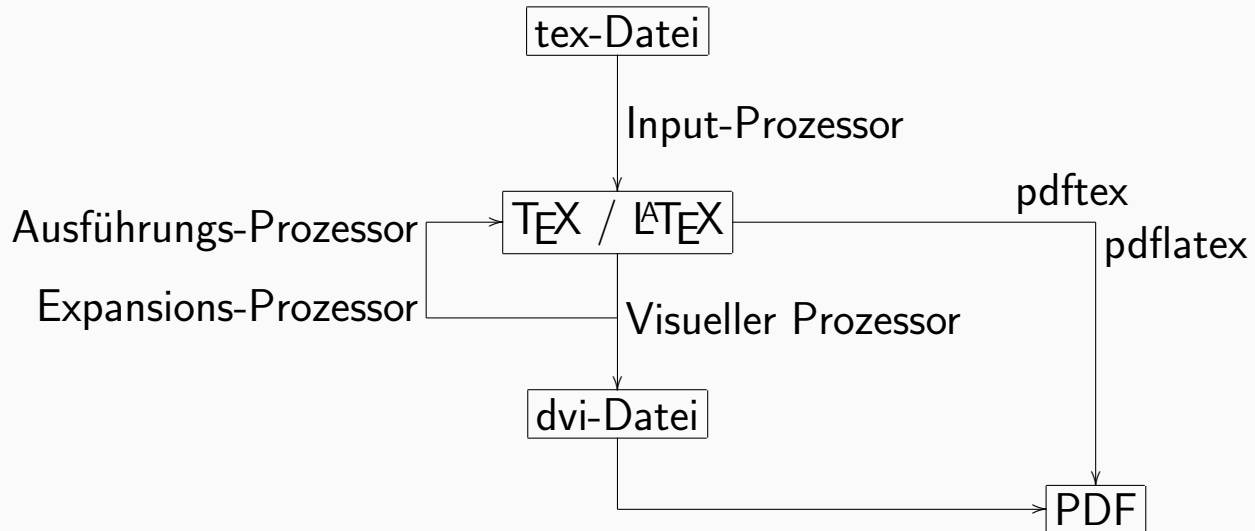 tex-Datei
Input-Prozessor
pdftex
Ausführungs-Prozessor
TEX / LATEX
pdflatex
Expansions-Prozessor
Visueller Prozessor
dvi-Datei
PDF